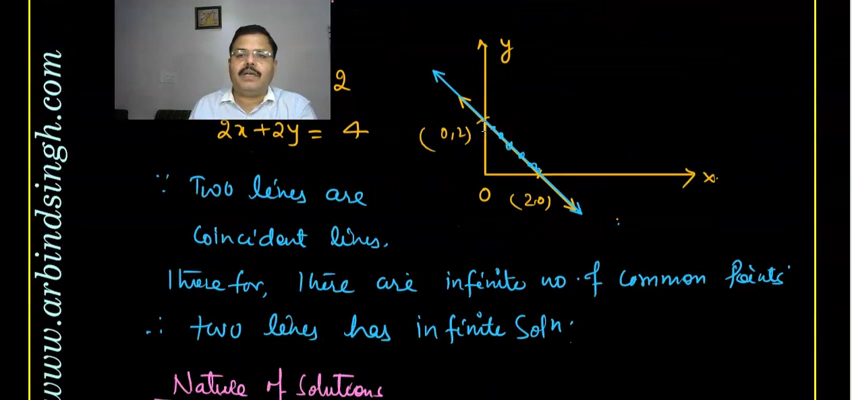 www.arbindsingh.com
2
2x+2y = 4
∵ Two lines are
Coincident lines.
Therefor, There are infinite no. of common Points
∴ two lines has infinite Soln.
Nature of Solutions
y
(0,2)
0
(2,0)
x